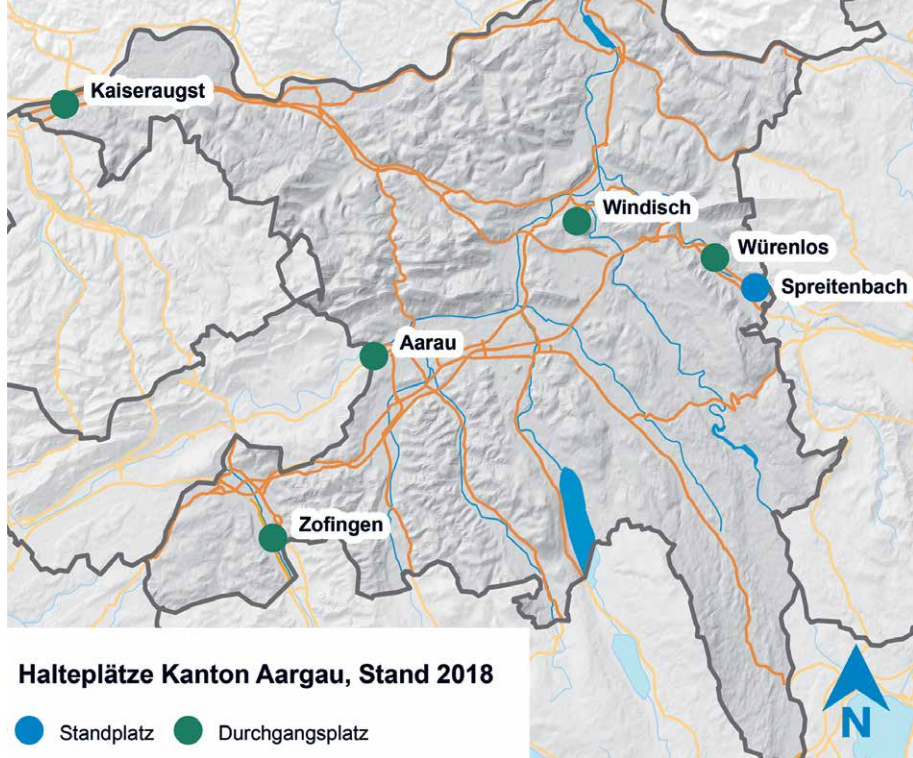 Kaiseraugst
Windisch
Würenlos
Spreitenbach
Aarau
Zofingen
Halteplätze Kanton Aargau, Stand 2018
Standplatz
Durchgangsplatz
N